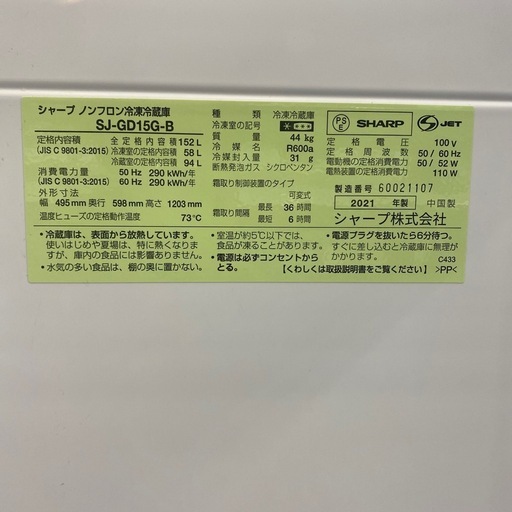 シャープ ノンフロン冷凍冷蔵庫
SJ-GD15G-B
定格内容積 全定格内容積 152 L
(JIS C 9801-3:2015) 冷凍室の定格内容積 58 L
冷蔵室の定格内容積 94 L
消費電力量 50 Hz 290 kWh/年
(JIS C 9801-3:2015) 60 Hz 290 kWh/年
外形寸法
幅 495 mm 奥行 598 mm 高さ 1203 mm
温度ヒューズの定格動作温度 73℃
種類 冷凍冷蔵庫
冷凍室の記号
質量 44 kg
冷媒 R600a
冷媒封入量 31 g
断熱発泡ガス シクロペンタン
霜取り制御装置のタイプ
可変式
霜取り間隔 最長 36 時間
最短 6 時間
PS
E
SHARP
S JET
定格電圧 100 V
定格周波数 50 / 60 Hz
電動機の定格消費電力 50 / 52 W
電熱装置の定格消費電力 110 W
製造番号 60021107
2021 年製 中国製
シャープ株式会社
• 冷蔵庫は、表面から放熱しています。
使いはじめや夏場は、特に熱くなります
が、庫内の食品には影響ありません。
• 水気の多い食品は、棚の奥に置かない。
• 室温が約5℃以下では、
食品が凍ることがあります。
• 電源は必ずコンセントから
とる。
• 電源プラグを抜いたら6分待つ。
すぐに差し込むと冷蔵庫に無理が
かかります。
C433
【くわしくは取扱説明書をご覧ください】 >PP<